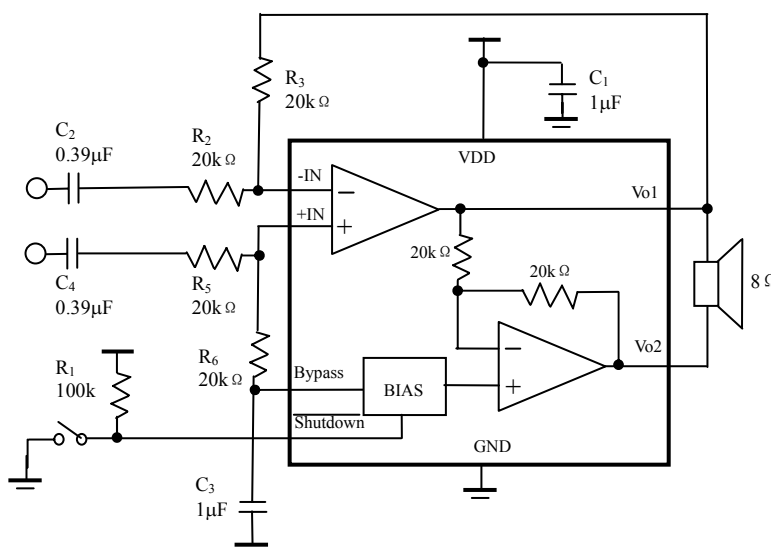 R3
20kΩ
C1
1μF
C2
0.39μF
R2
20kΩ
VDD
-IN
Vo1
+IN
20kΩ
20kΩ
C4
0.39μF
R5
20kΩ
8Ω
R1
100k
R6
20kΩ
Vo2
Bypass
BIAS
Shutdown
GND
C3
1μF